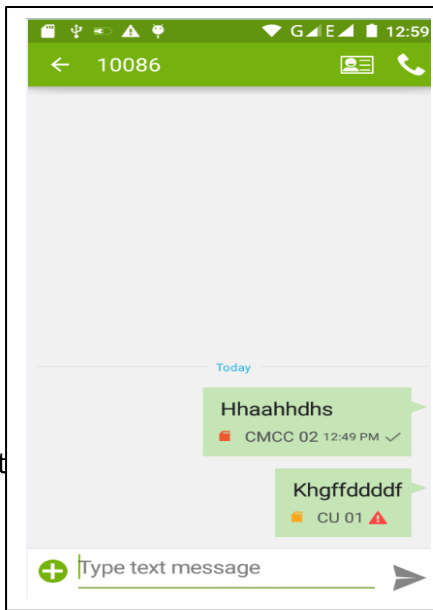 G E 12:59
10086
Today
Hhaahhdhs
CMCC 02 12:49 PM
t
Khgffddddf
CU 01
Type text message